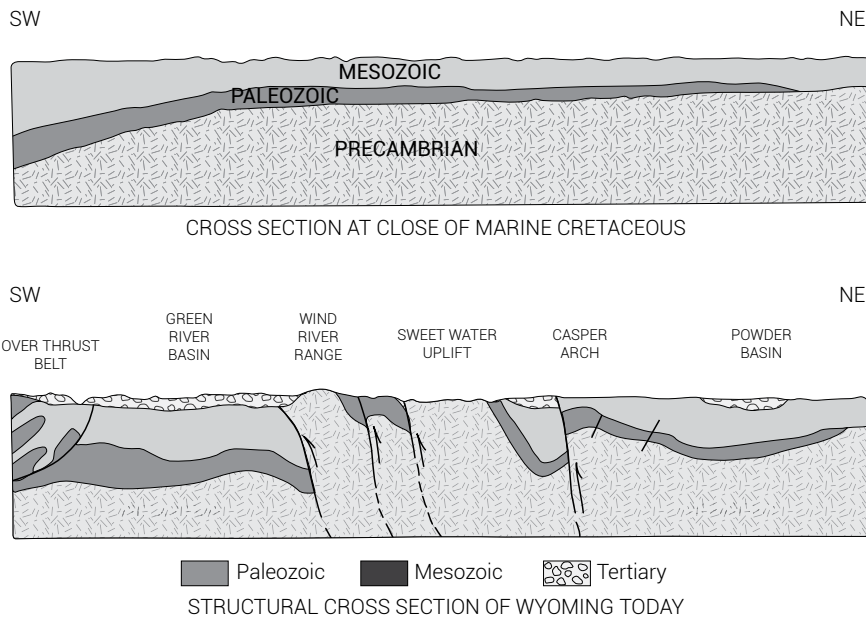 SW
NE
MESOZOIC
PALEOZOIC
PRECAMBRIAN
CROSS SECTION AT CLOSE OF MARINE CRETACEOUS
SW
NE
OVER THRUST
BELT
GREEN
RIVER
BASIN
WIND
RIVER
RANGE
SWEET WATER
UPLIFT
CASPER
ARCH
POWDER
BASIN
Paleozoic
Mesozoic
Tertiary
STRUCTURAL CROSS SECTION OF WYOMING TODAY